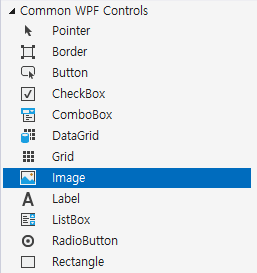 Common WPF Controls
Pointer
Border
Button
CheckBox
ComboBox
DataGrid
Grid
Image
Label
ListBox
RadioButton
Rectangle